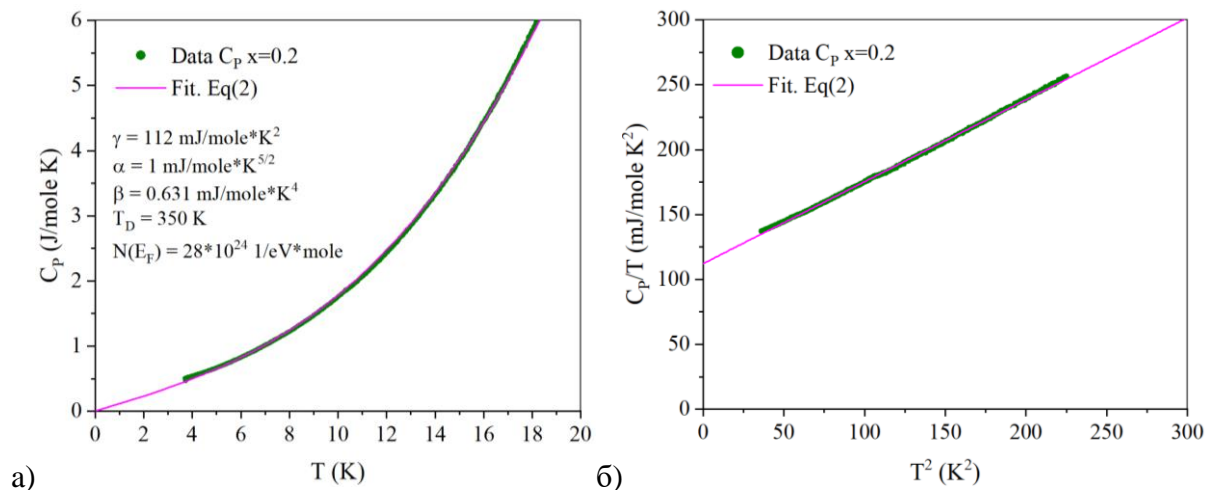 6
5
4
3
2
1
0
C_P (J/mole K)
Data C_P x=0.2
Fit. Eq(2)
γ = 112 mJ/mole*K^2
α = 1 mJ/mole*K^5/2
β = 0.631 mJ/mole*K^4
T_D = 350 K
N(E_F) = 28*10^24 1/eV*mole
0 2 4 6 8 10 12 14 16 18 20
а) T (K)
300
250
200
150
100
50
0
C_P/T (mJ/mole K^2)
Data C_P x=0.2
Fit. Eq(2)
0 50 100 150 200 250 300
б) T^2 (K^2)